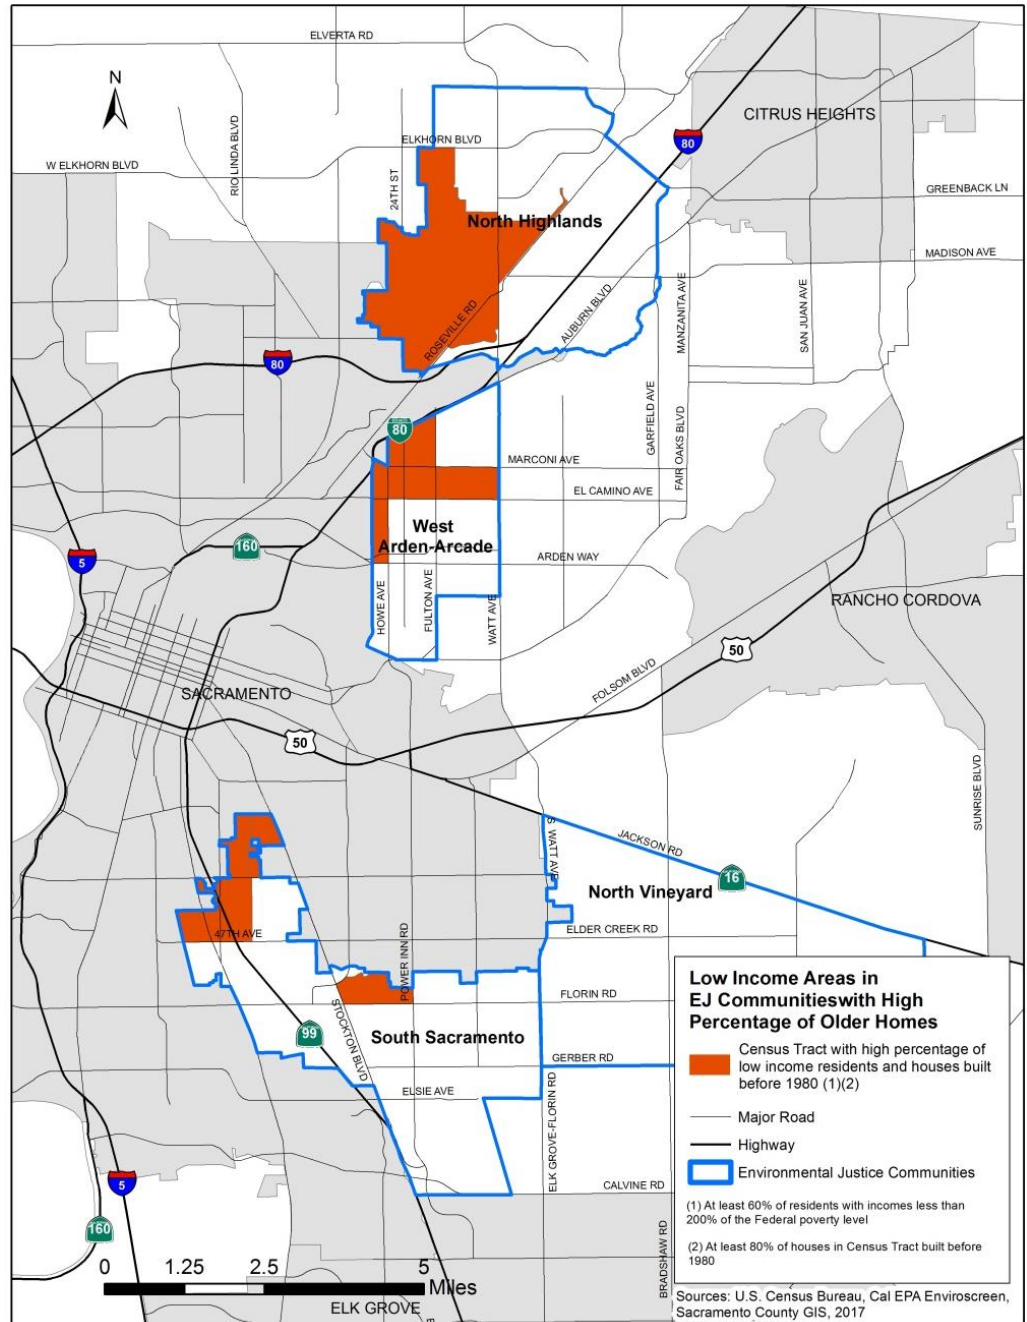 ELVERTA RD
N
CITRUS HEIGHTS
80
ELKHORN BLVD
W ELKHORN BLVD
RIO LINDA BLVD
24TH ST
GREENBACK LN
North Highlands
MADISON AVE
ROSEVILLE RD
AUBURN BLVD
MANZANITA AVE
SAN JUAN AVE
80
GARFIELD AVE
FAIR OAKS BLVD
80
MARCONI AVE
EL CAMINO AVE
West
Arden-Arcade
160
5
ARDEN WAY
HOWE AVE
FULTON AVE
WATT AVE
RANCHO CORDOVA
50
FOLSOM BLVD
SACRAMENTO
50
SUNRISE BLVD
S WATT AVE
JACKSON RD
16
North Vineyard
47TH AVE
ELDER CREEK RD
POWER INN RD
FLORIN RD
STOCKTON BLVD
99
South Sacramento
GERBER RD
ELSIE AVE
ELK GROVE-FLORIN RD
CALVINE RD
5
160
BRADSHAW RD
Low Income Areas in
EJ Communitieswith High
Percentage of Older Homes
Census Tract with high percentage of
low income residents and houses built
before 1980 (1)(2)
Major Road
Highway
Environmental Justice Communities
(1) At least 60% of residents with incomes less than
200% of the Federal poverty level
(2) At least 80% of houses in Census Tract built before
1980
0 1.25 2.5 5
Miles
ELK GROVE
Sources: U.S. Census Bureau, Cal EPA Enviroscreen,
Sacramento County GIS, 2017